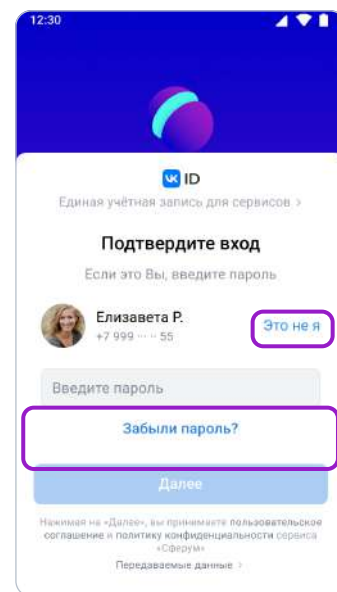 12:30
VK ID
Единая учётная запись для сервисов >
Подтвердите вход
Если это Вы, введите пароль
Елизавета Р.
+7 999 ··· ·· 55
Это не я
Введите пароль
Забыли пароль?
Далее
Нажимая на «Далее», вы принимаете пользовательское
соглашение и политику конфиденциальности сервиса
«Сферум»
Передаваемые данные >